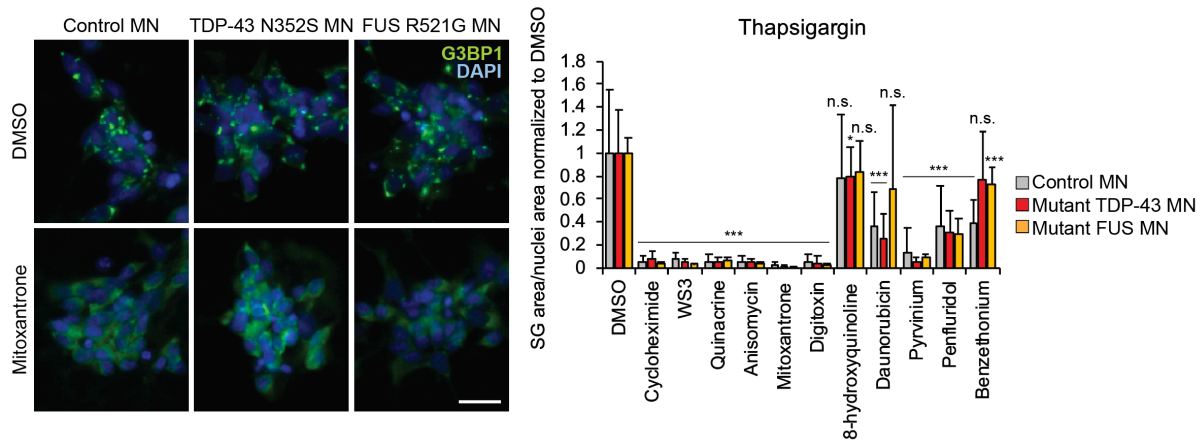 Control MN
TDP-43 N352S MN
FUS R521G MN
G3BP1
DAPI
DMSO
Mitoxantrone
Thapsigargin
SG area/nuclei area normalized to DMSO
1.8
1.6
1.4
1.2
1
0.8
0.6
0.4
0.2
0
***
n.s.
*
n.s.
***
n.s.
***
n.s.
***
DMSO
Cycloheximide
WS3
Quinacrine
Anisomycin
Mitoxantrone
Digitoxin
8-hydroxyquinoline
Daunorubicin
Pyrvinium
Penfluridol
Benzethonium
Control MN
Mutant TDP-43 MN
Mutant FUS MN